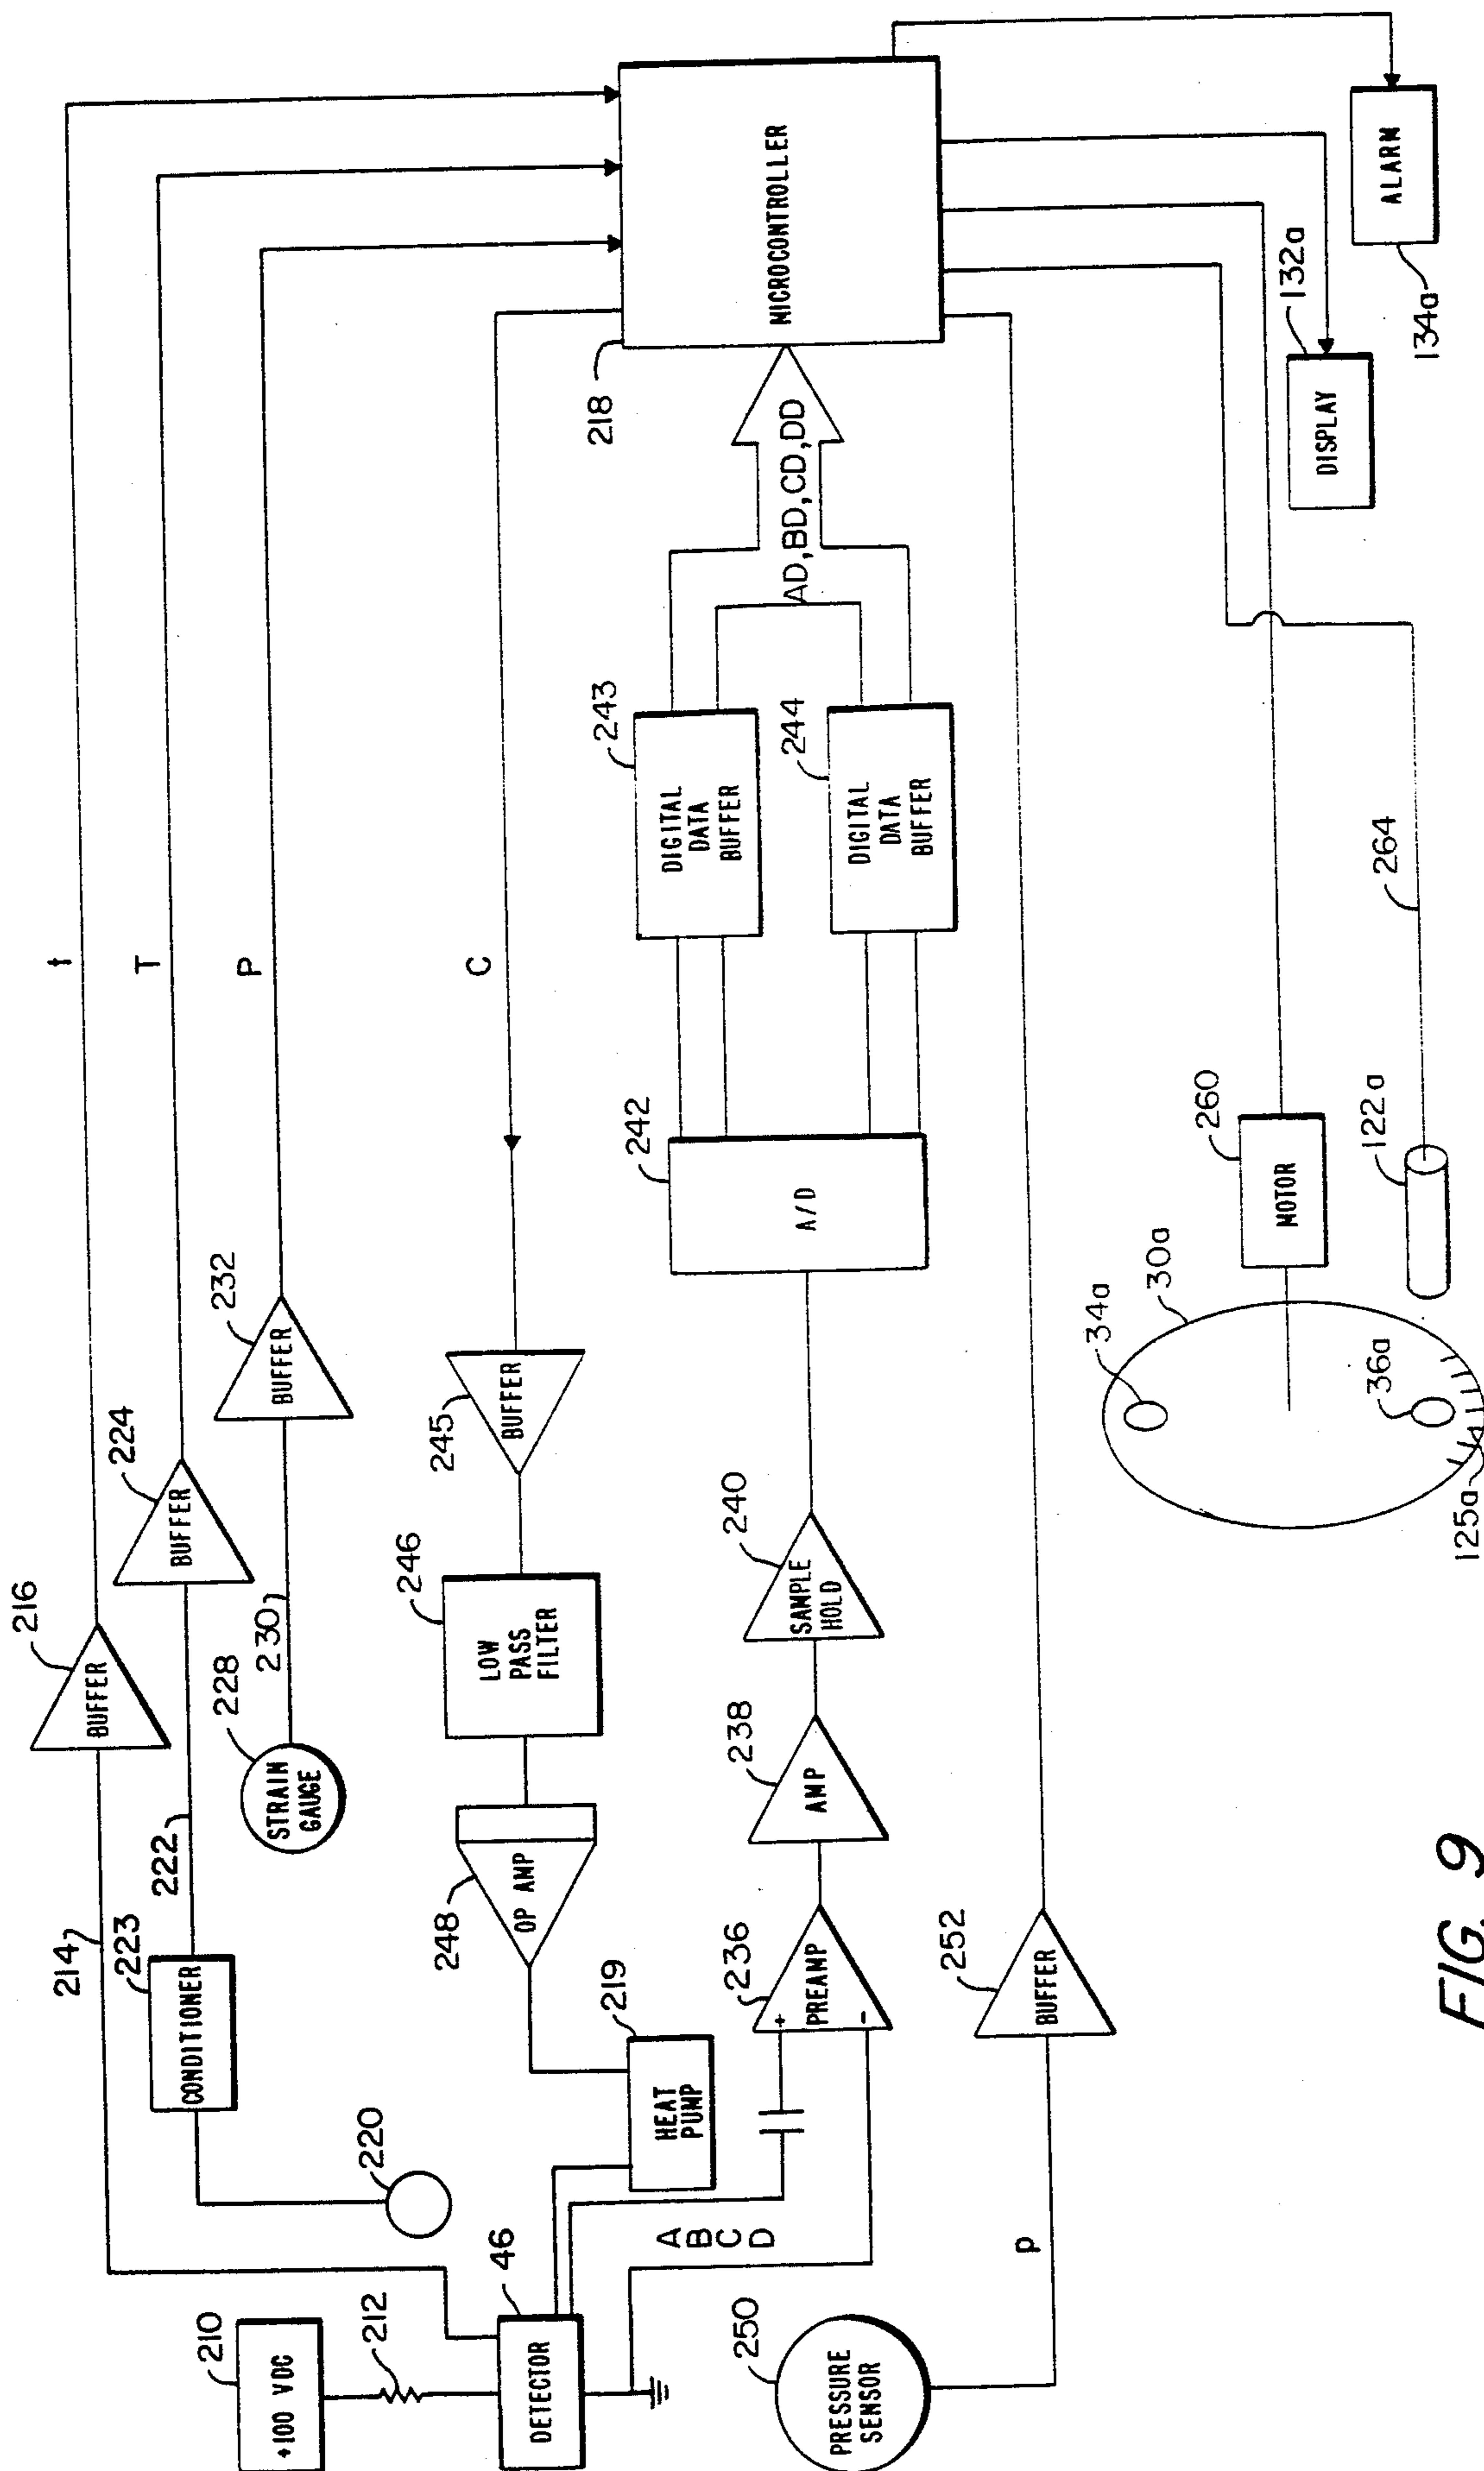 210
+100 VDC
212
46
DETECTOR
214
220
223
CONDITIONER
222
216
BUFFER
224
BUFFER
228
STRAIN
GAUGE
230
232
BUFFER
t
T
P
C
219
HEAT
PUMP
248
OP AMP
246
LOW
PASS
FILTER
245
BUFFER
A
B
C
D
236
+
PREAMP
-
238
AMP
240
SAMPLE
HOLD
242
A/D
243
DIGITAL
DATA
BUFFER
244
DIGITAL
DATA
BUFFER
AD,BD,CD,DD
218
MICROCONTROLLER
250
PRESSURE
SENSOR
p
252
BUFFER
34a
30a
36a
125a
260
MOTOR
122a
264
DISPLAY
132a
ALARM
134a
FIG. 9